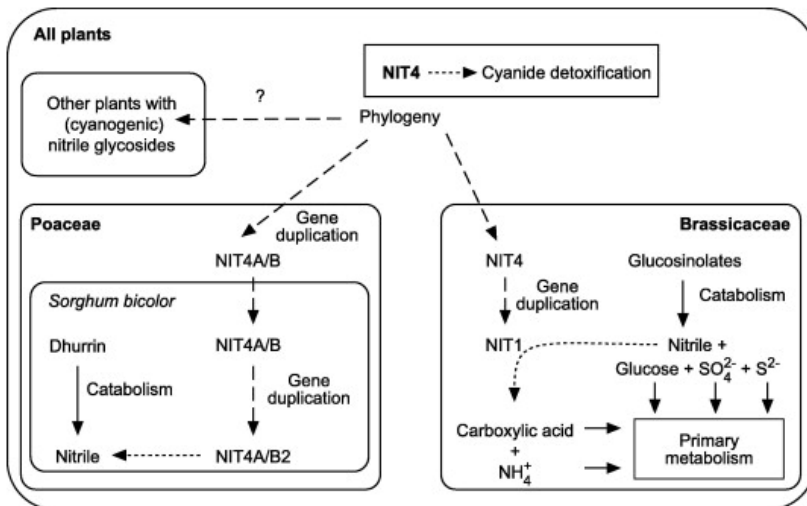 All plants
NIT4 Cyanide detoxification
Other plants with
(cyanogenic)
nitrile glycosides
?
Phylogeny
Poaceae
Gene
duplication
NIT4A/B
Sorghum bicolor
Dhurrin
NIT4A/B
Catabolism
Gene
duplication
Nitrile
NIT4A/B2
Brassicaceae
NIT4
Glucosinolates
Gene
duplication
Catabolism
NIT1
Nitrile +
Glucose + SO₄²⁻ + S²⁻
Carboxylic acid
+
NH₄⁺
Primary
metabolism